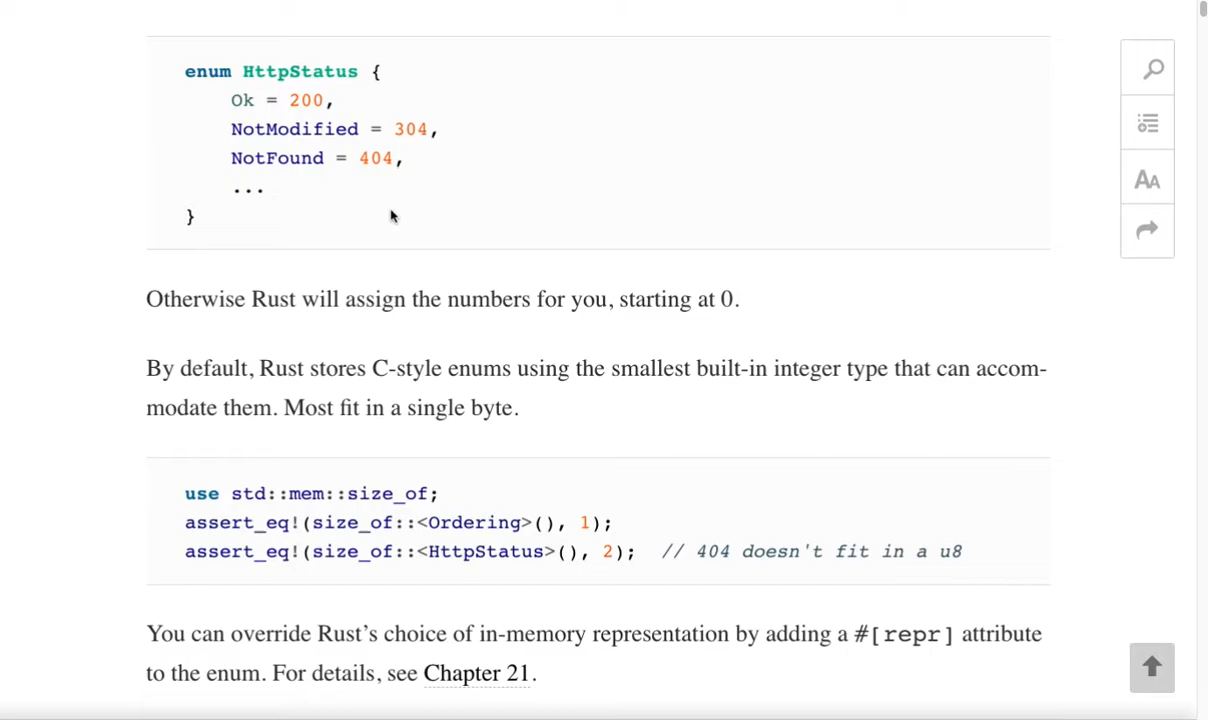 enum HttpStatus {
    Ok = 200,
    NotModified = 304,
    NotFound = 404,
    ...
}
Otherwise Rust will assign the numbers for you, starting at 0.
By default, Rust stores C-style enums using the smallest built-in integer type that can accom-
modate them. Most fit in a single byte.
use std::mem::size_of;
assert_eq!(size_of::<Ordering>(), 1);
assert_eq!(size_of::<HttpStatus>(), 2);  // 404 doesn't fit in a u8
You can override Rust’s choice of in-memory representation by adding a #[repr] attribute
to the enum. For details, see Chapter 21.
AA